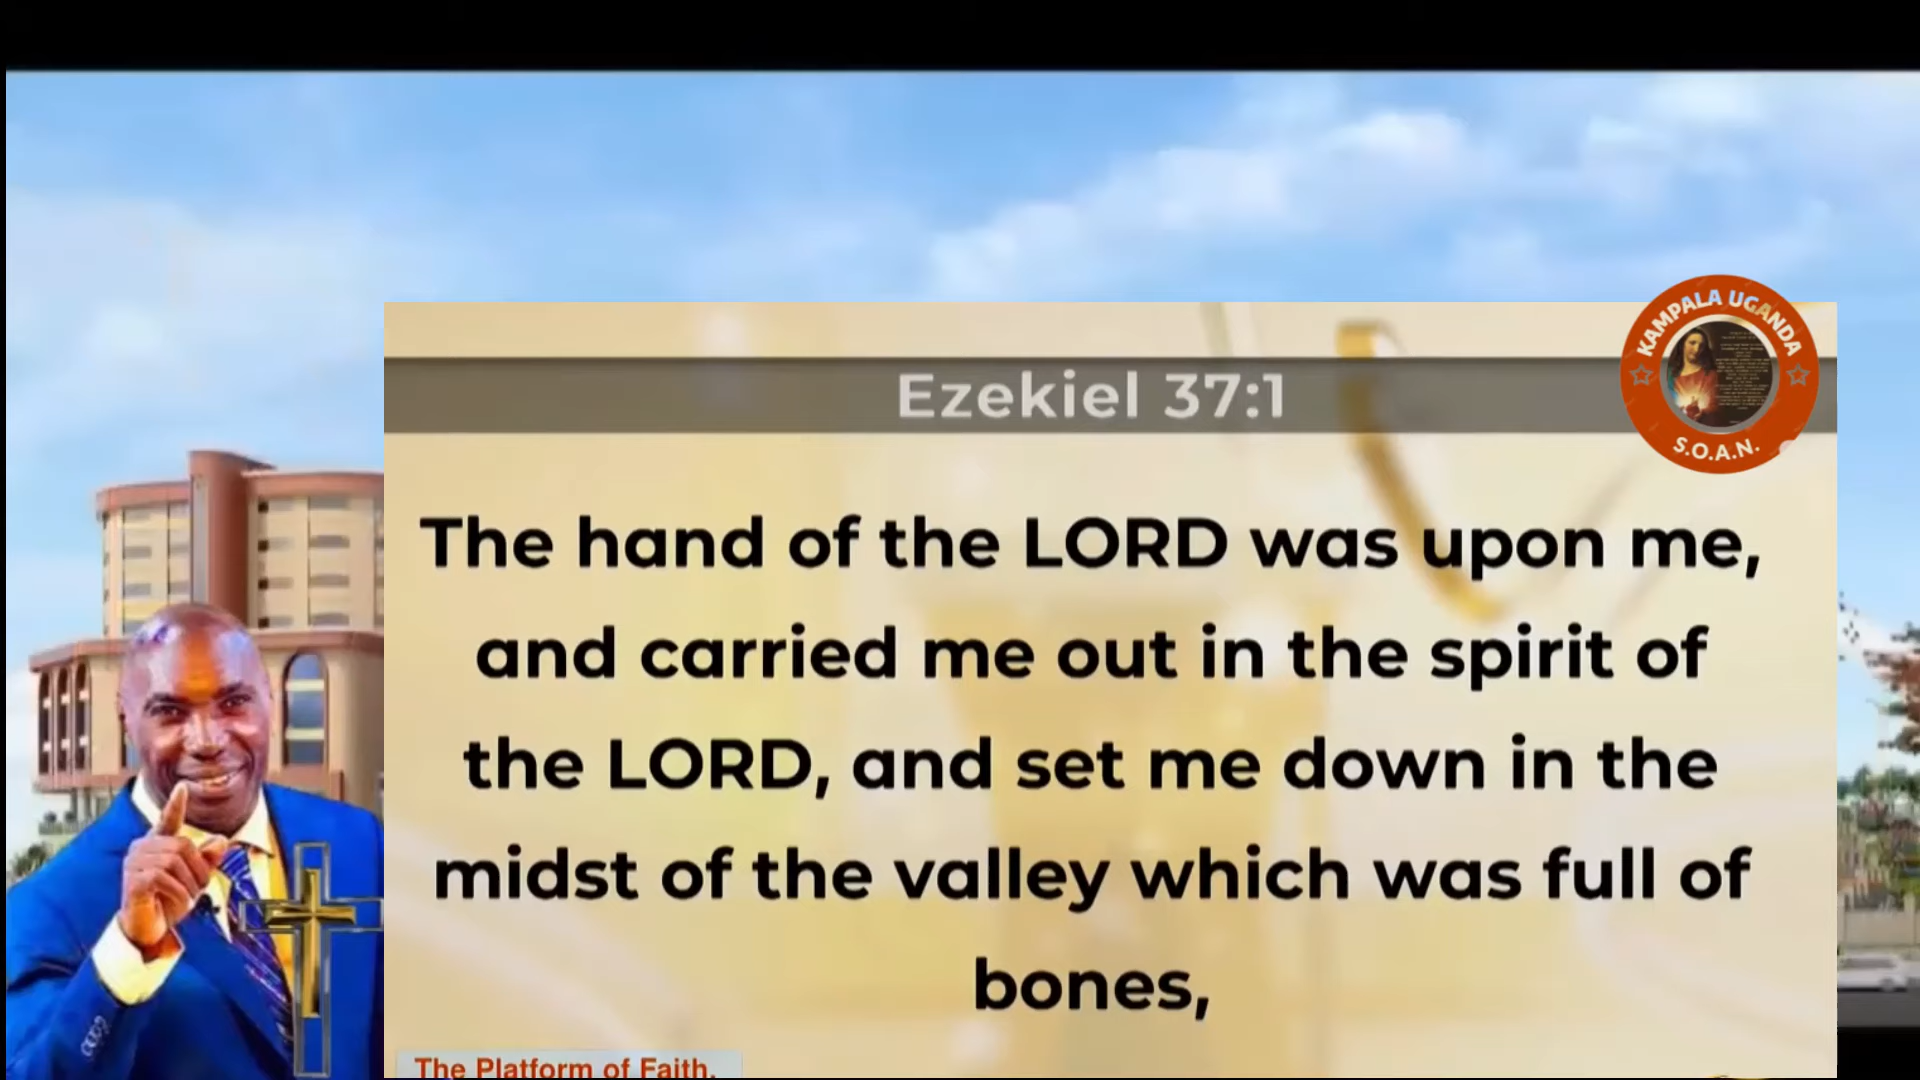 KAMPALA UGANDA
S.O.A.N.
Ezekiel 37:1
The hand of the LORD was upon me,
and carried me out in the spirit of
the LORD, and set me down in the
midst of the valley which was full of
bones,
The Platform of Faith.